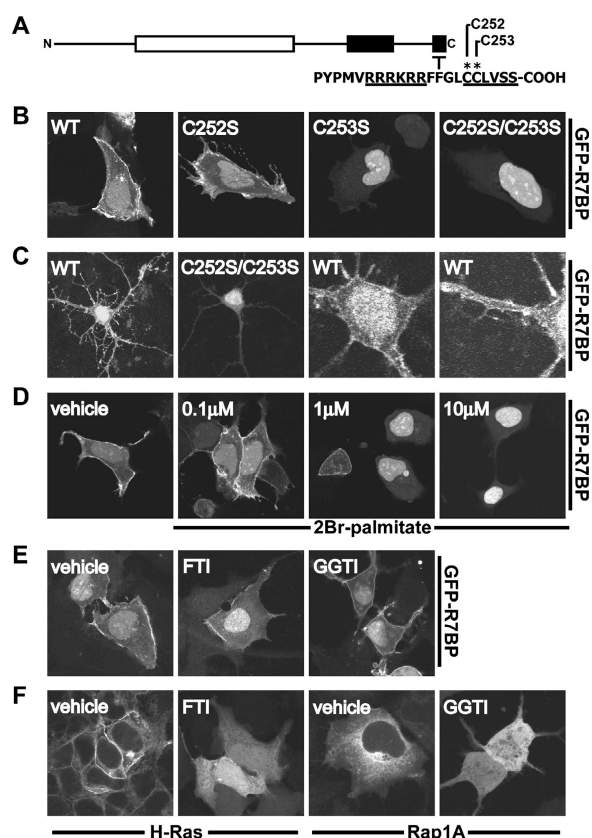 A
N
C
C252
C253
**
PYPMVRRRRKRRFFGLCCLVSS-COOH
B
WT
C252S
C253S
C252S/C253S
GFP-R7BP
C
WT
C252S/C253S
WT
WT
GFP-R7BP
D
vehicle
0.1µM
1µM
10µM
GFP-R7BP
2Br-palmitate
E
vehicle
FTI
GGTI
GFP-R7BP
F
vehicle
FTI
vehicle
GGTI
H-Ras
Rap1A